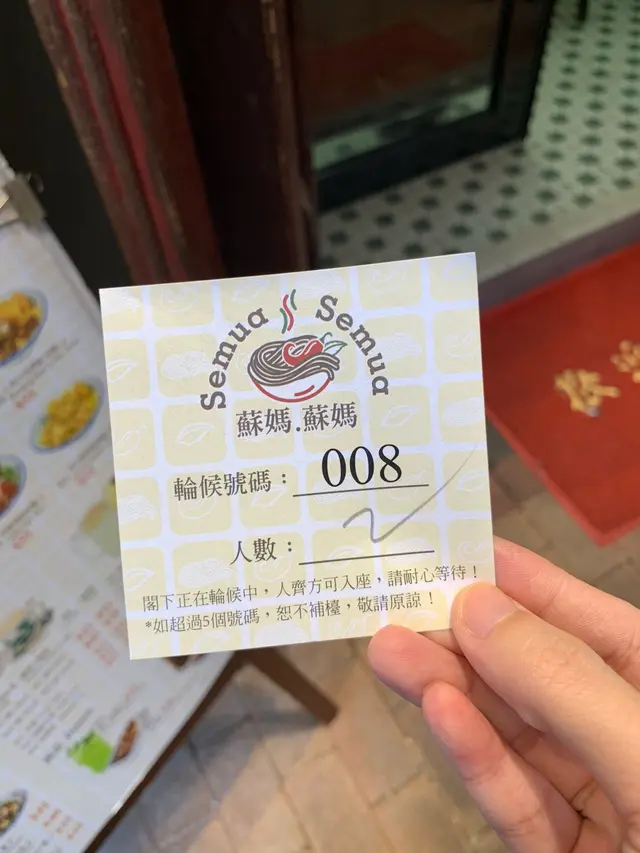 Semua Semua
蘇媽.蘇媽
輪候號碼：008
人數：2
閣下正在輪候中，人齊方可入座，請耐心等待！
*如超過5個號碼，恕不補檯，敬請原諒！